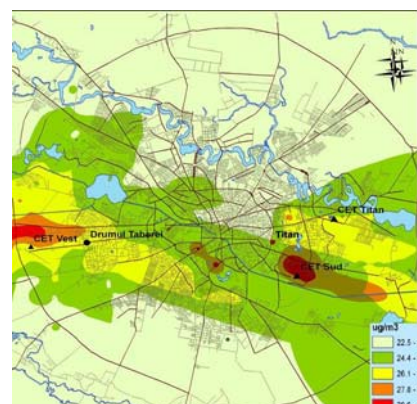 N
CET Titan
CET Vest
Drumul Taberei
Titan
CET Sud
ug/m3
22.5 -
24.4 -
26.1 -
27.8 -